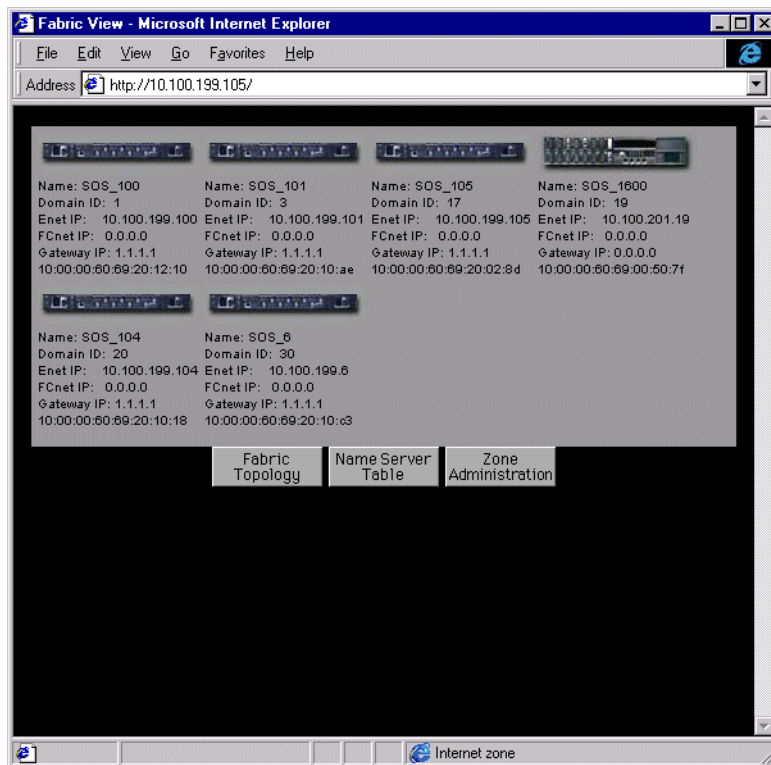 Fabric View - Microsoft Internet Explorer
File Edit View Go Favorites Help
Address http://10.100.199.105/
Name: SOS_100
Domain ID: 1
Enet IP: 10.100.199.100
FCnet IP: 0.0.0.0
Gateway IP: 1.1.1.1
10:00:00:60:69:20:12:10
Name: SOS_101
Domain ID: 3
Enet IP: 10.100.199.101
FCnet IP: 0.0.0.0
Gateway IP: 1.1.1.1
10:00:00:60:69:20:10:ae
Name: SOS_105
Domain ID: 17
Enet IP: 10.100.199.105
FCnet IP: 0.0.0.0
Gateway IP: 1.1.1.1
10:00:00:60:69:20:02:8d
Name: SOS_1600
Domain ID: 19
Enet IP: 10.100.201.19
FCnet IP: 0.0.0.0
Gateway IP: 0.0.0.0
10:00:00:60:69:00:50:7f
Name: SOS_104
Domain ID: 20
Enet IP: 10.100.199.104
FCnet IP: 0.0.0.0
Gateway IP: 1.1.1.1
10:00:00:60:69:20:10:18
Name: SOS_6
Domain ID: 30
Enet IP: 10.100.199.6
FCnet IP: 0.0.0.0
Gateway IP: 1.1.1.1
10:00:00:60:69:20:10:c3
Fabric
Topology
Name Server
Table
Zone
Administration
Internet zone